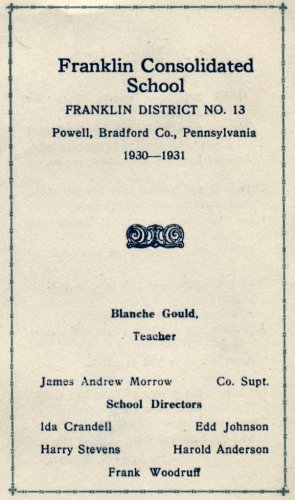 Franklin Consolidated
School
FRANKLIN DISTRICT NO. 13
Powell, Bradford Co., Pennsylvania
1930—1931
Blanche Gould,
Teacher
James Andrew Morrow Co. Supt.
School Directors
Ida Crandell Edd Johnson
Harry Stevens Harold Anderson
Frank Woodruff